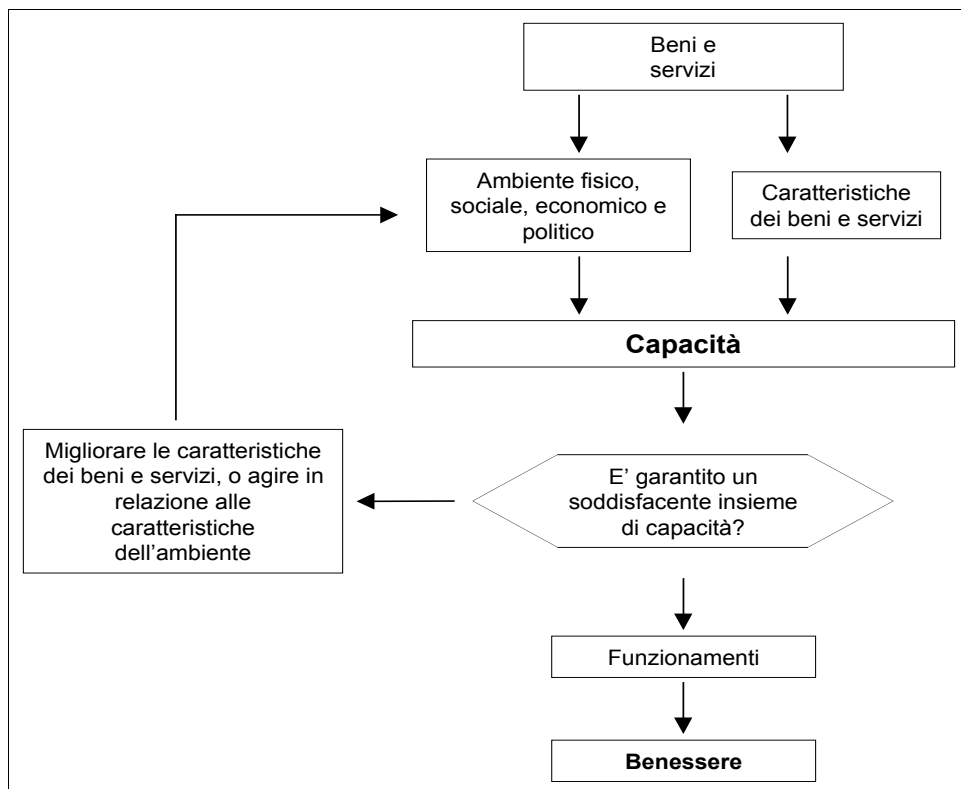 Beni e
servizi
Ambiente fisico,
sociale, economico e
politico
Caratteristiche
dei beni e servizi
Capacità
Migliorare le caratteristiche
dei beni e servizi, o agire in
relazione alle
caratteristiche
dell’ambiente
E’ garantito un
soddisfacente insieme
di capacità?
Funzionamenti
Benessere